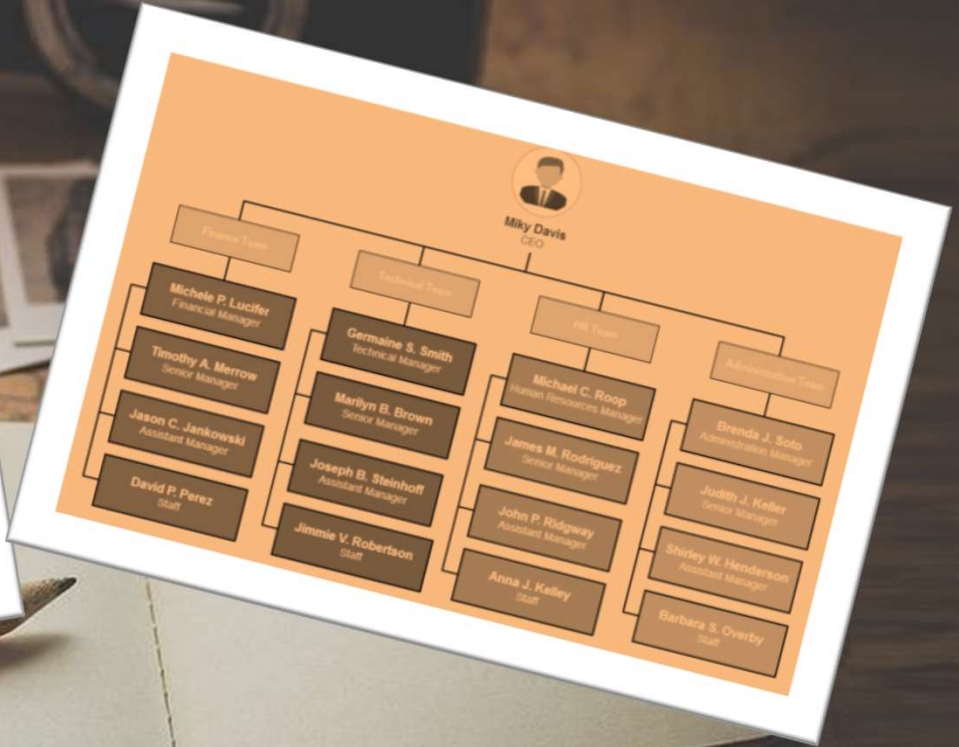 Miky Davis
CEO
Finance Team
Michele P. Lucifer
Financial Manager
Timothy A. Merrow
Senior Manager
Jason C. Jankowski
Assistant Manager
David P. Perez
Staff
Technical Team
Germaine S. Smith
Technical Manager
Marilyn B. Brown
Senior Manager
Joseph B. Steinhoff
Assistant Manager
Jimmie V. Robertson
Staff
HR Team
Michael C. Roop
Human Resources Manager
James M. Rodriguez
Senior Manager
John P. Ridgway
Assistant Manager
Anna J. Kelley
Staff
Administration Team
Brenda J. Soto
Administration Manager
Judith J. Keller
Senior Manager
Shirley W. Henderson
Assistant Manager
Barbara S. Overby
Staff